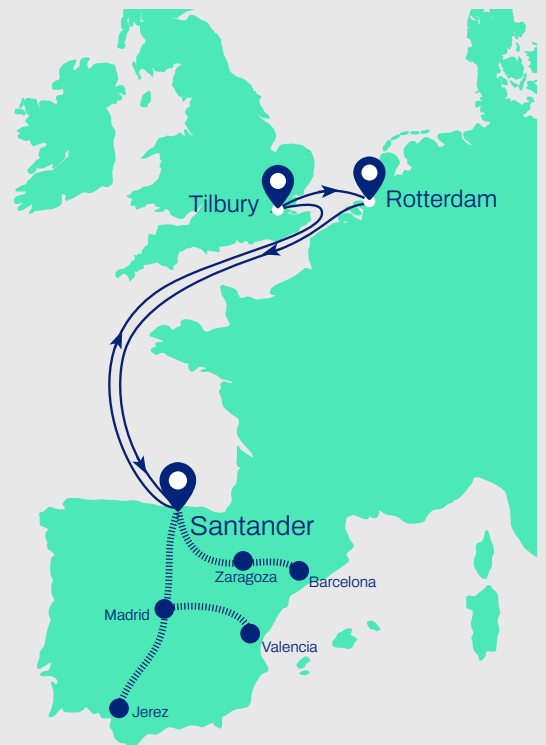 Tilbury
Rotterdam
Santander
Zaragoza
Barcelona
Madrid
Valencia
Jerez